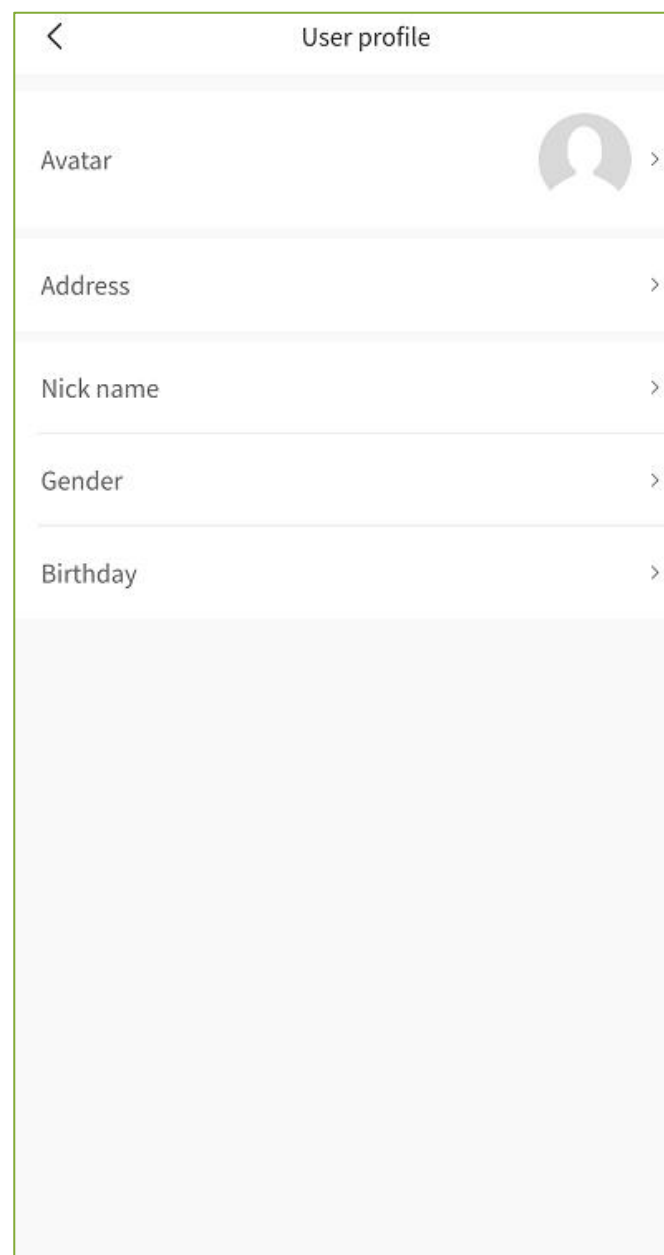 User profile
Avatar
Address
Nick name
Gender
Birthday